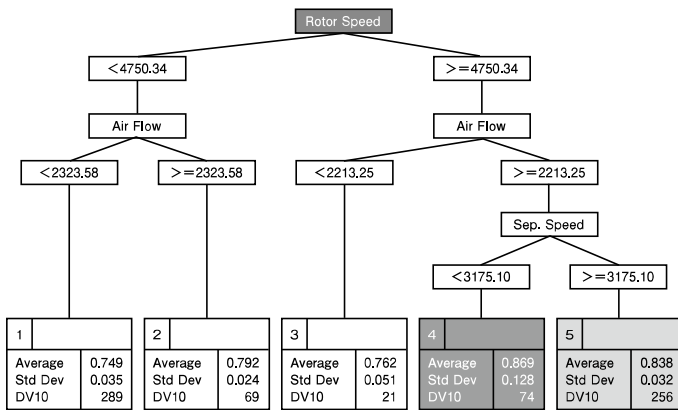 Rotor Speed
<4750.34
>=4750.34
Air Flow
Air Flow
<2323.58
>=2323.58
<2213.25
>=2213.25
Sep. Speed
<3175.10
>=3175.10
1
Average 0.749
Std Dev 0.035
DV10 289
2
Average 0.792
Std Dev 0.024
DV10 69
3
Average 0.762
Std Dev 0.051
DV10 21
4
Average 0.869
Std Dev 0.128
DV10 74
5
Average 0.838
Std Dev 0.032
DV10 256